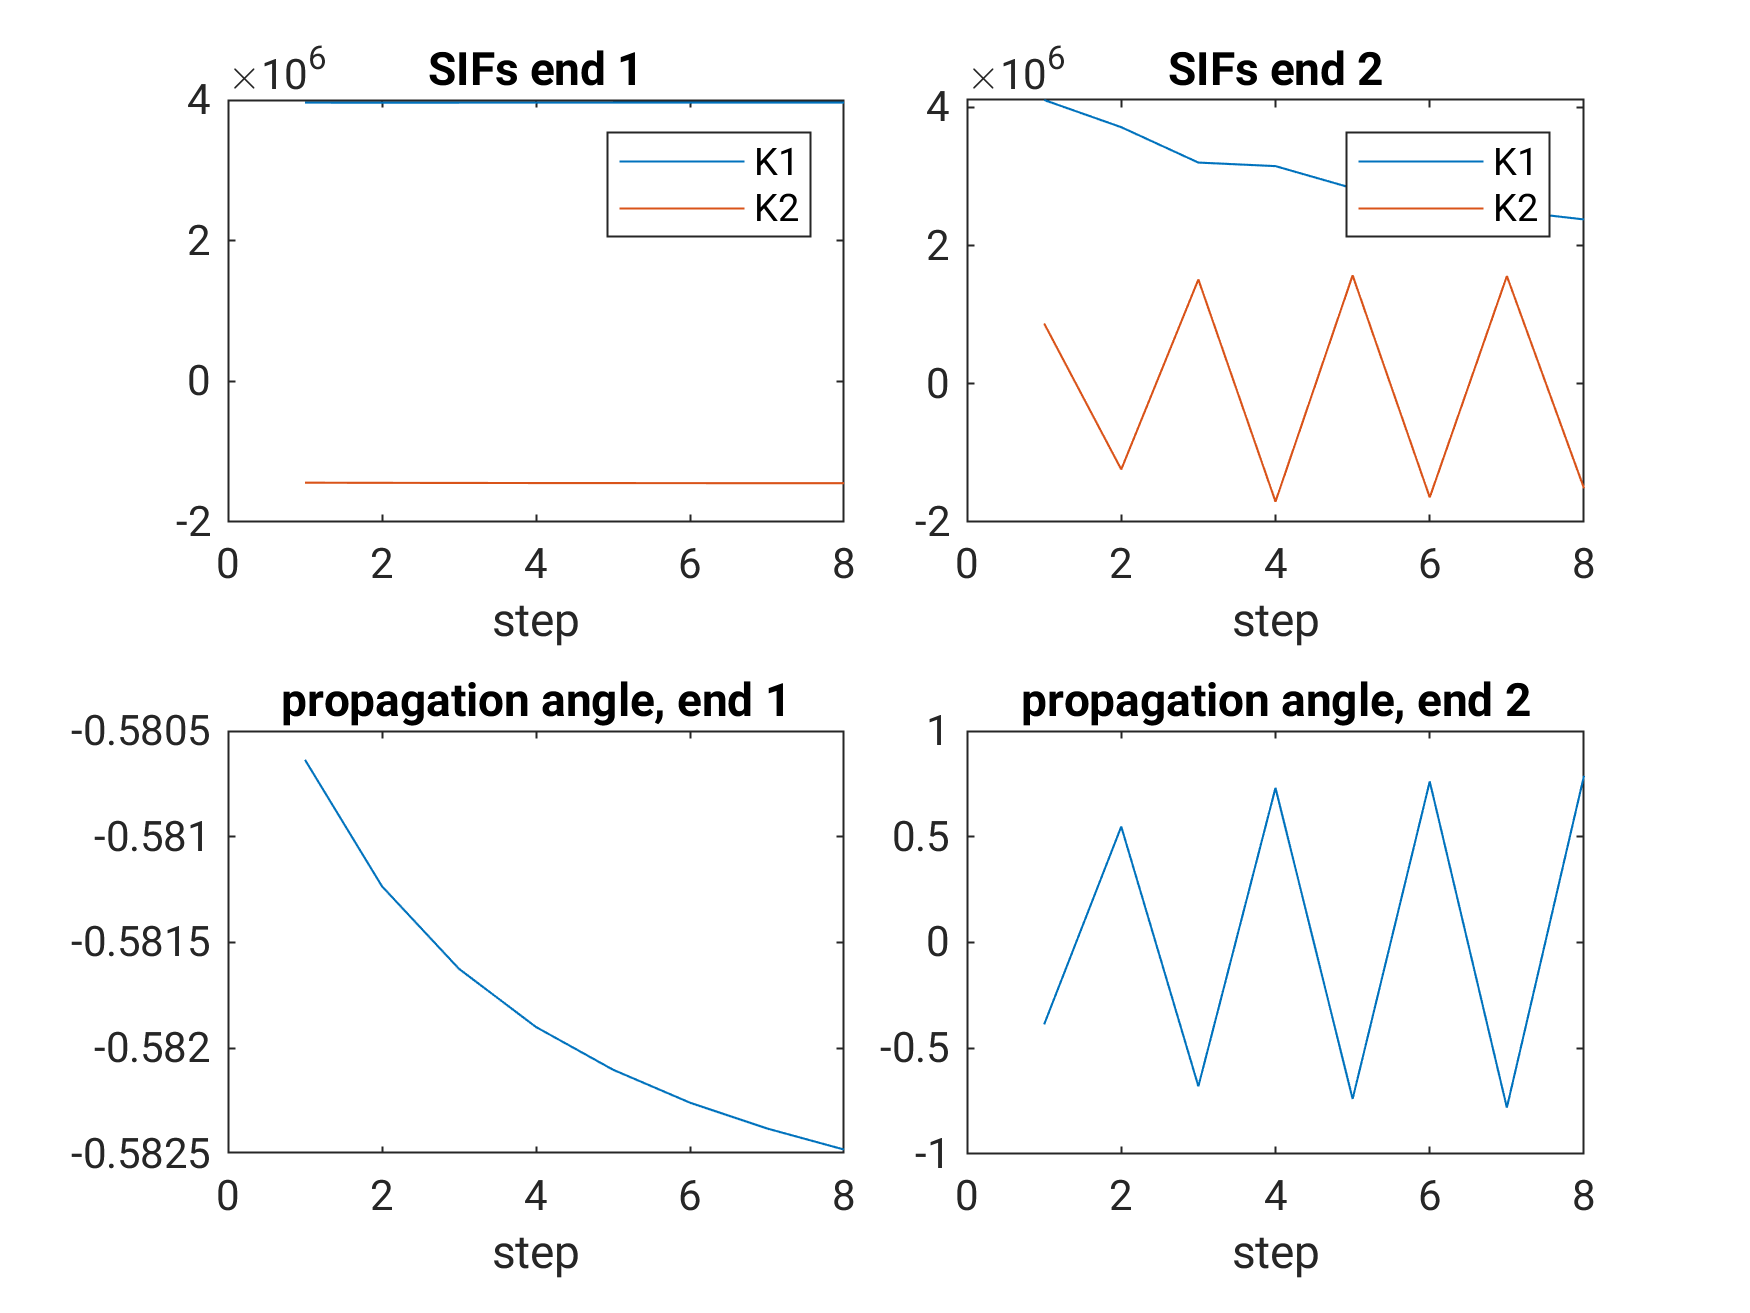 ×10^6
SIFs end 1
4
2
0
-2
K1
K2
0 2 4 6 8
step
×10^6
SIFs end 2
4
2
0
-2
K1
K2
0 2 4 6 8
step
propagation angle, end 1
-0.5805
-0.581
-0.5815
-0.582
-0.5825
0 2 4 6 8
step
propagation angle, end 2
1
0.5
0
-0.5
-1
0 2 4 6 8
step